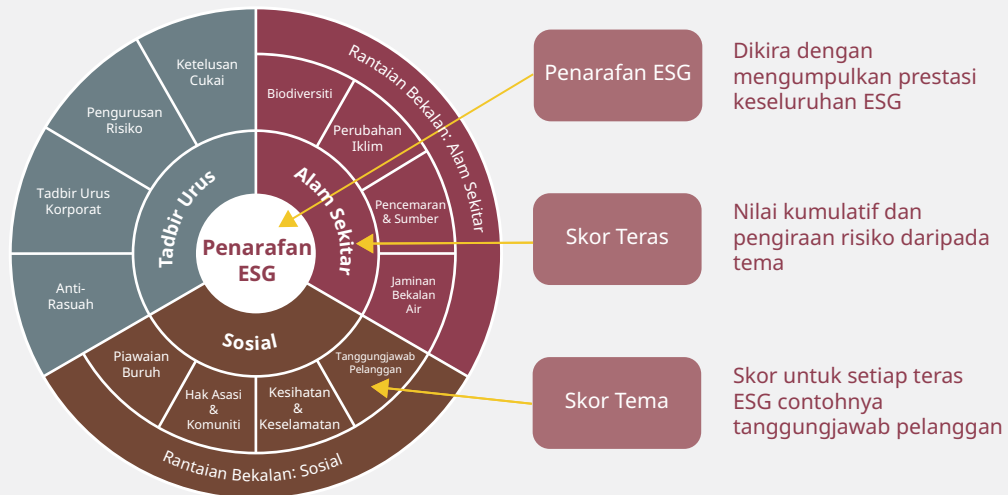 Ketelusan
Cukai
Pengurusan
Risiko
Tadbir Urus
Korporat
Anti-
Rasuah
Tadbir Urus
Rantaian Bekalan: Alam Sekitar
Biodiversiti
Perubahan
Iklim
Pencemaran
& Sumber
Jaminan
Bekalan
Air
Alam Sekitar
Penarafan
ESG
Sosial
Piawaian
Buruh
Hak Asasi
&
Komuniti
Kesihatan
&
Keselamatan
Tanggungjawab
Pelanggan
Rantaian Bekalan: Sosial
Penarafan ESG
Dikira dengan
mengumpulkan prestasi
keseluruhan ESG
Skor Teras
Nilai kumulatif dan
pengiraan risiko daripada
tema
Skor Tema
Skor untuk setiap teras
ESG contohnya
tanggungjawab pelanggan